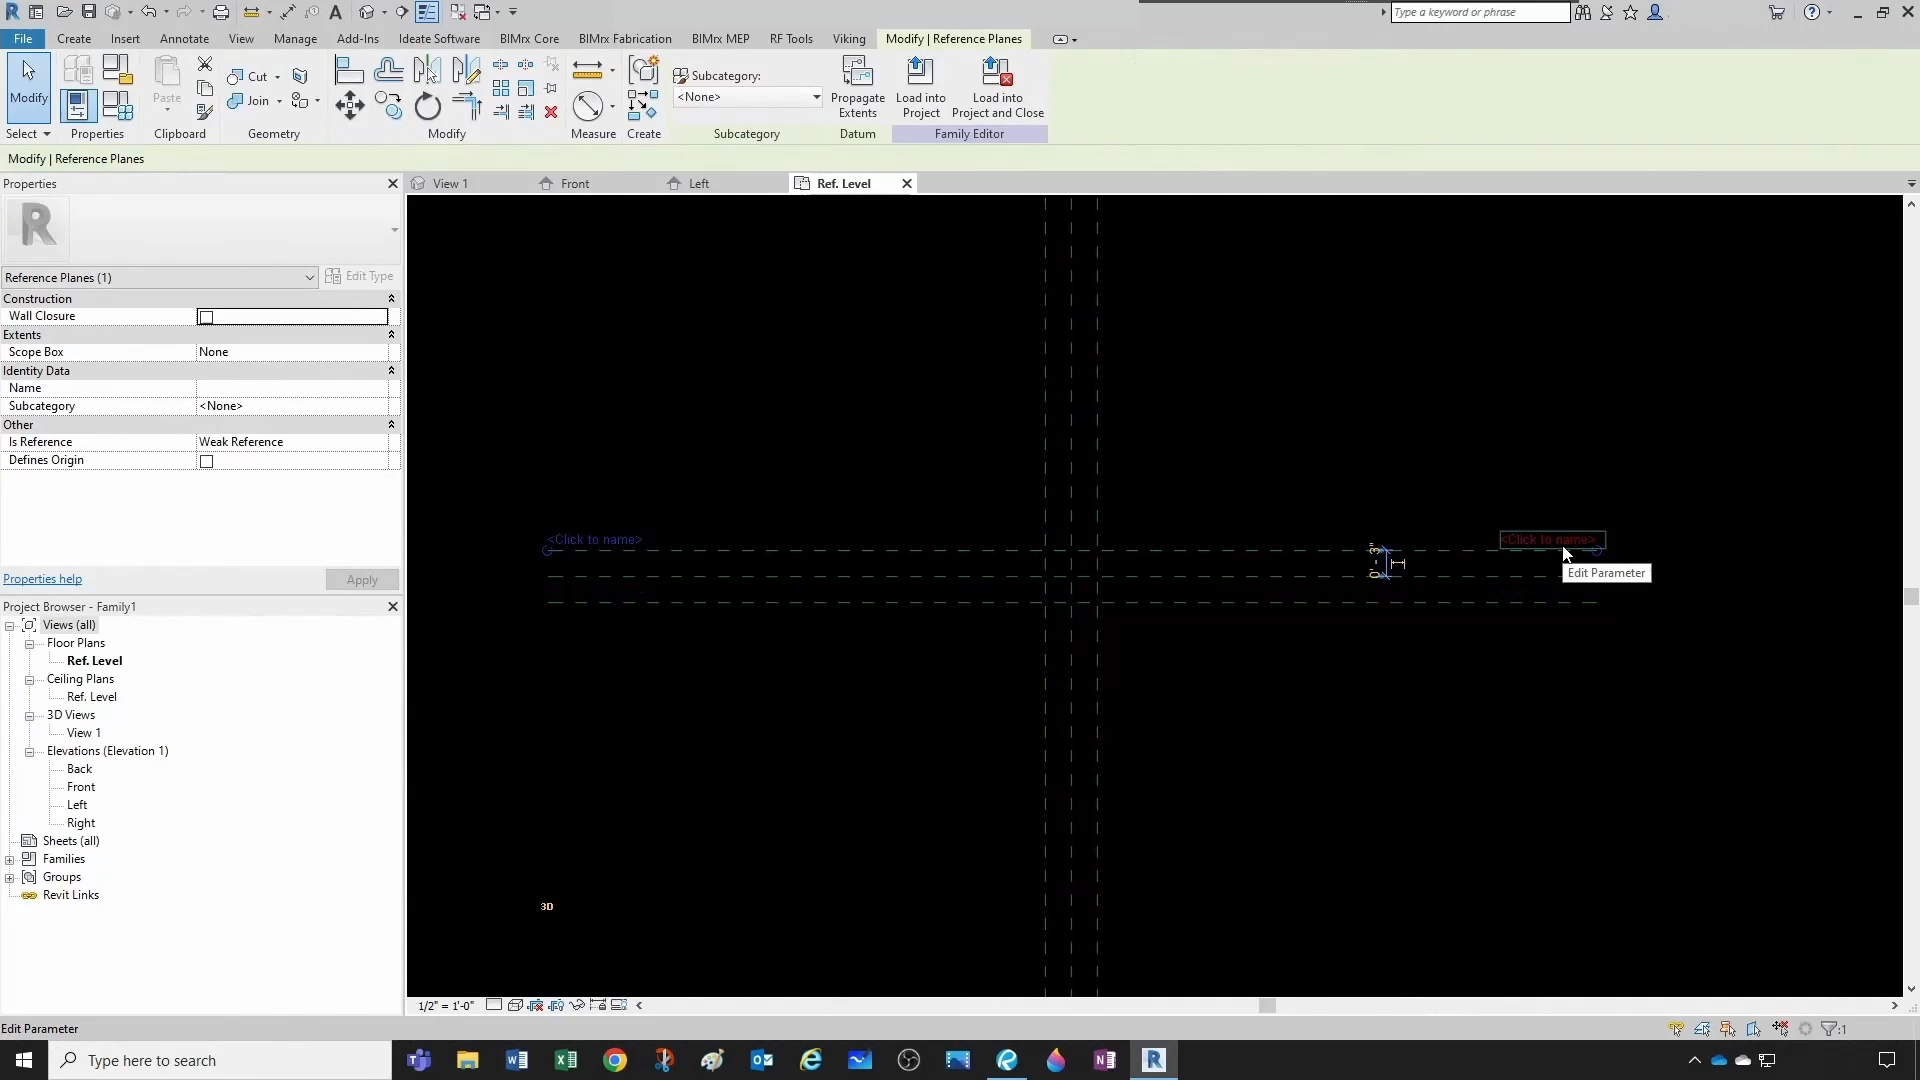 Type a keyword or phrase
File Create Insert Annotate View Manage Add-Ins Ideate Software BIMrx Core BIMrx Fabrication BIMrx MEP RF Tools Viking Modify | Reference Planes
Modify
Paste
Cut
Join
Subcategory:
<None>
Propagate Extents
Load into Project
Load into Project and Close
Select Properties Clipboard Geometry Modify Measure Create Subcategory Datum Family Editor
Modify | Reference Planes
Properties
View 1 Front Left Ref. Level
Reference Planes (1) Edit Type
Construction
Wall Closure
Extents
Scope Box None
Identity Data
Name
Subcategory <None>
Other
Is Reference Weak Reference
Defines Origin
Properties help Apply
<Click to name>
0' - 3"
<Click to name>
Edit Parameter
Project Browser - Family1
Views (all)
Floor Plans
Ref. Level
Ceiling Plans
Ref. Level
3D Views
View 1
Elevations (Elevation 1)
Back
Front
Left
Right
Sheets (all)
Families
Groups
Revit Links
3D
1/2" = 1'-0"
Edit Parameter
:1
Type here to search